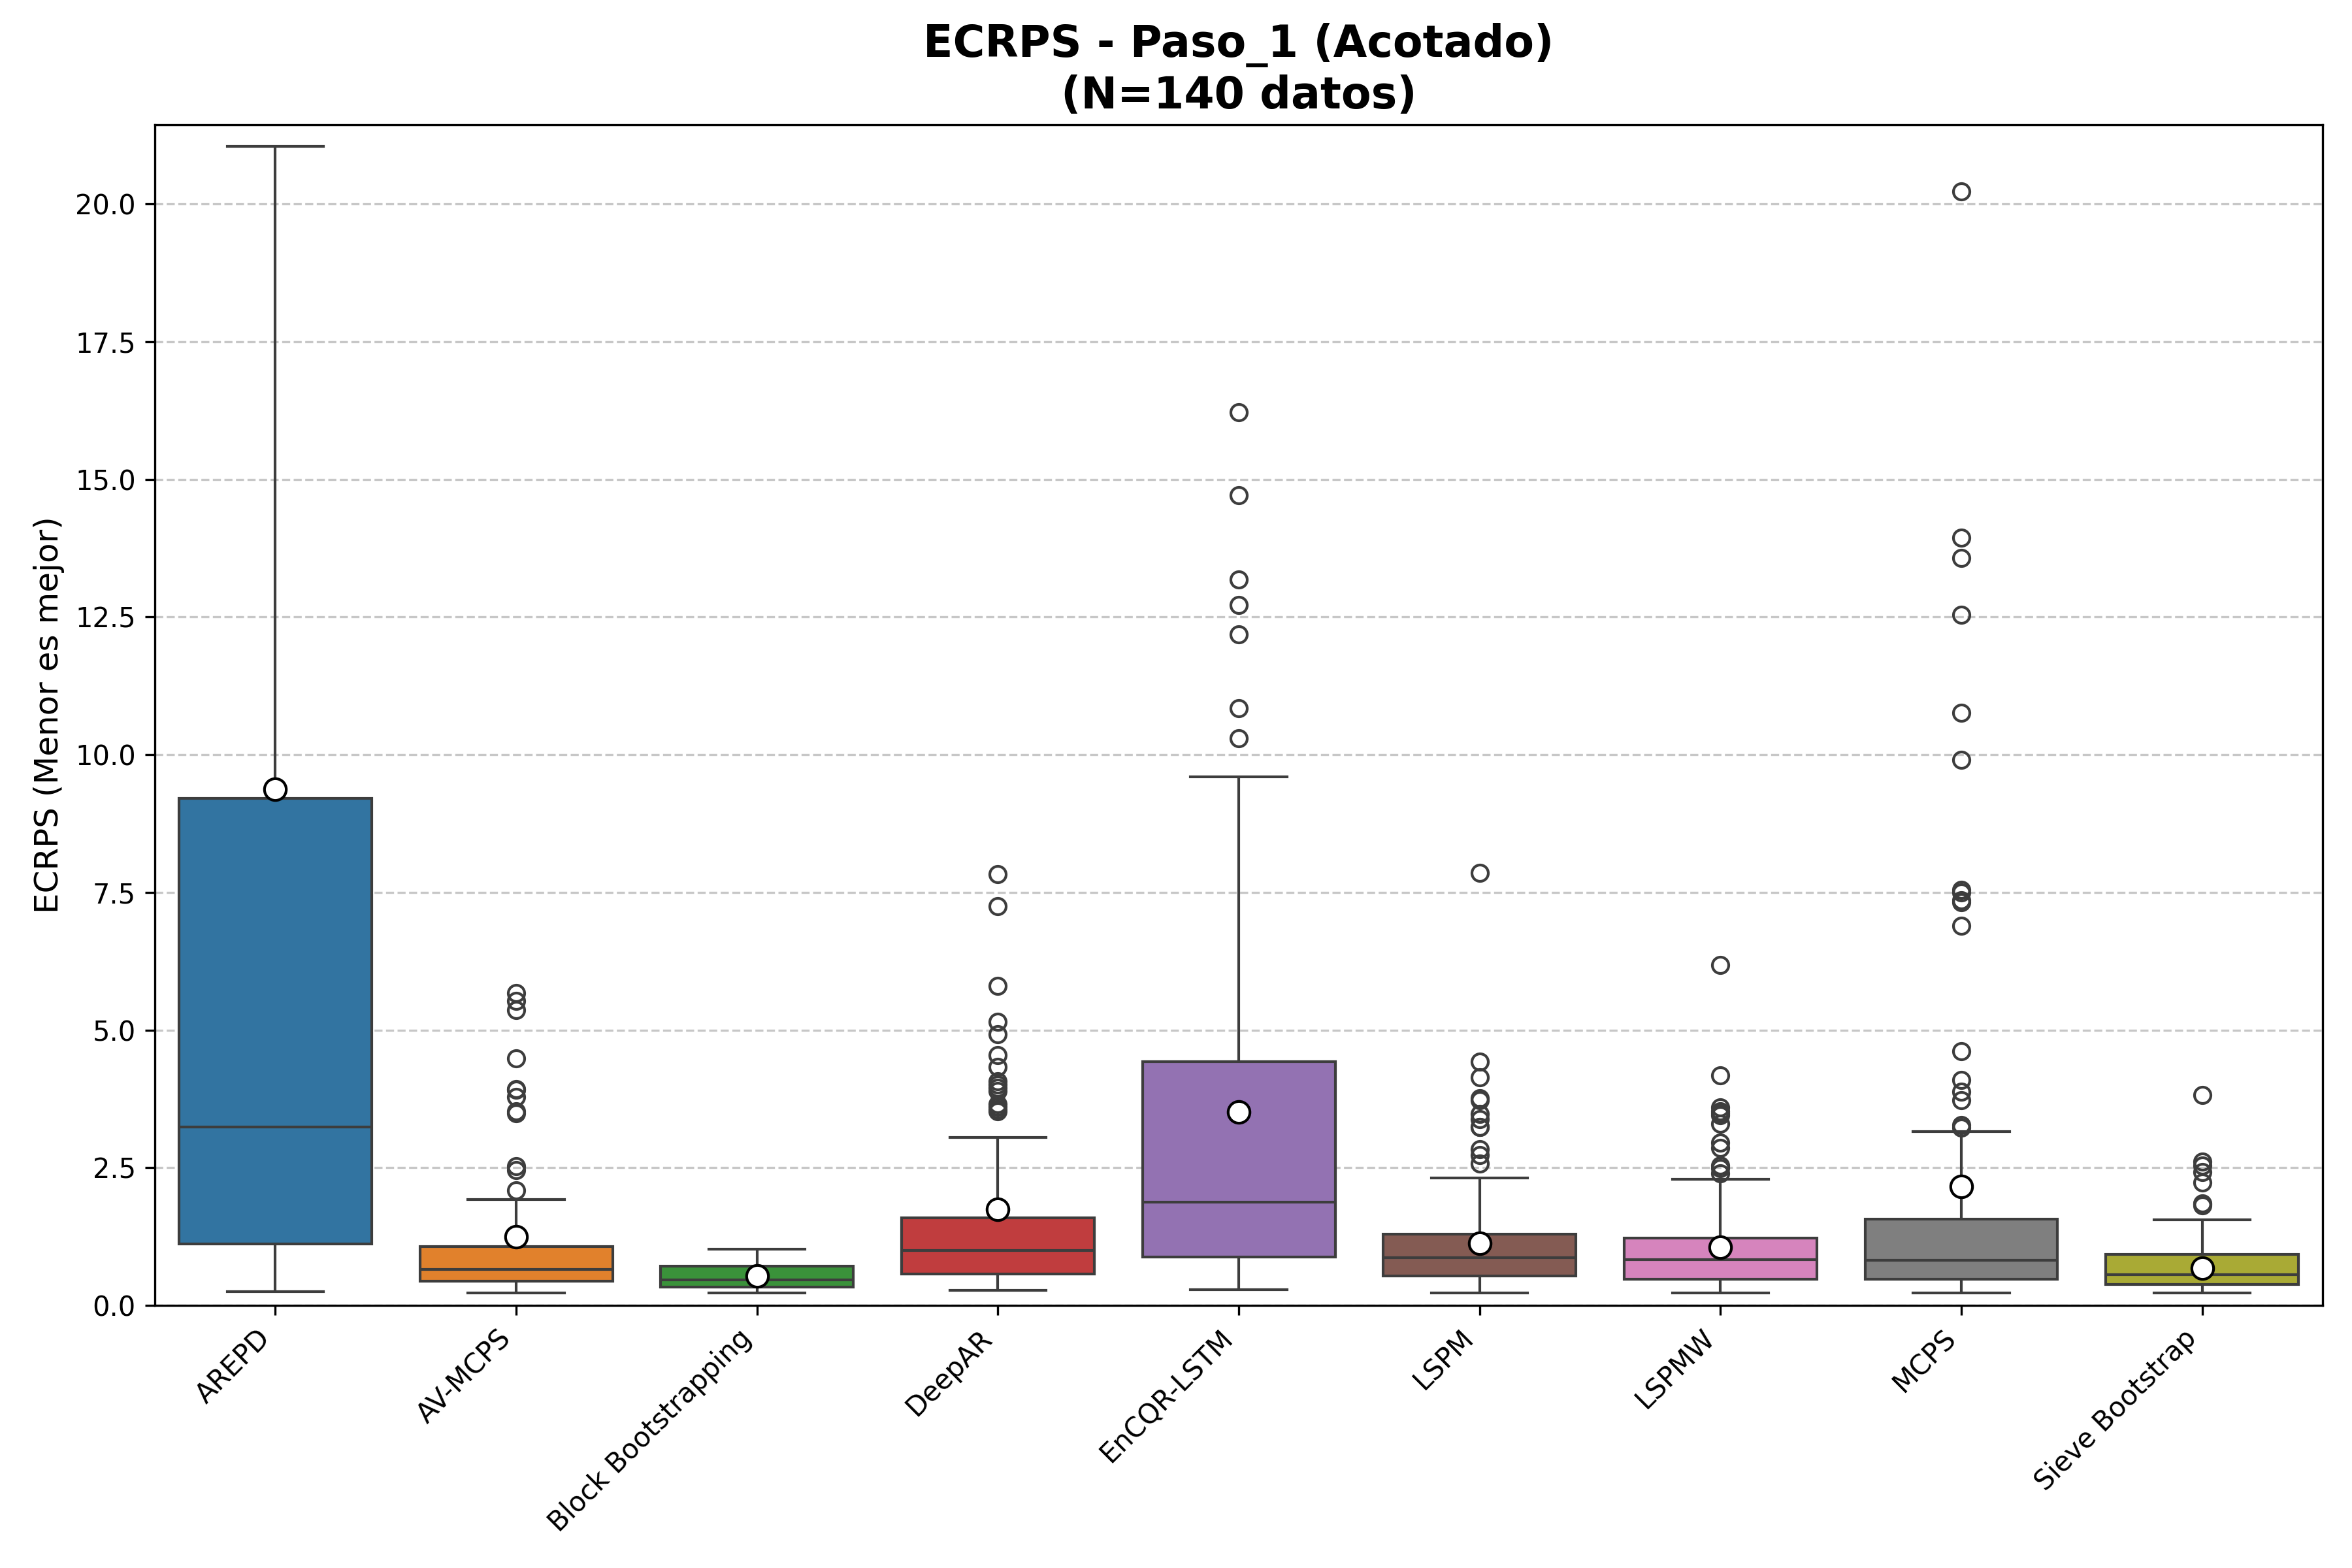 ECRPS - Paso_1 (Acotado)
(N=140 datos)
ECRPS (Menor es mejor)
20.0
17.5
15.0
12.5
10.0
7.5
5.0
2.5
0.0
AREPD
AV-MCPS
Block Bootstrapping
DeepAR
EnCQR-LSTM
LSPM
LSPMW
MCPS
Sieve Bootstrap